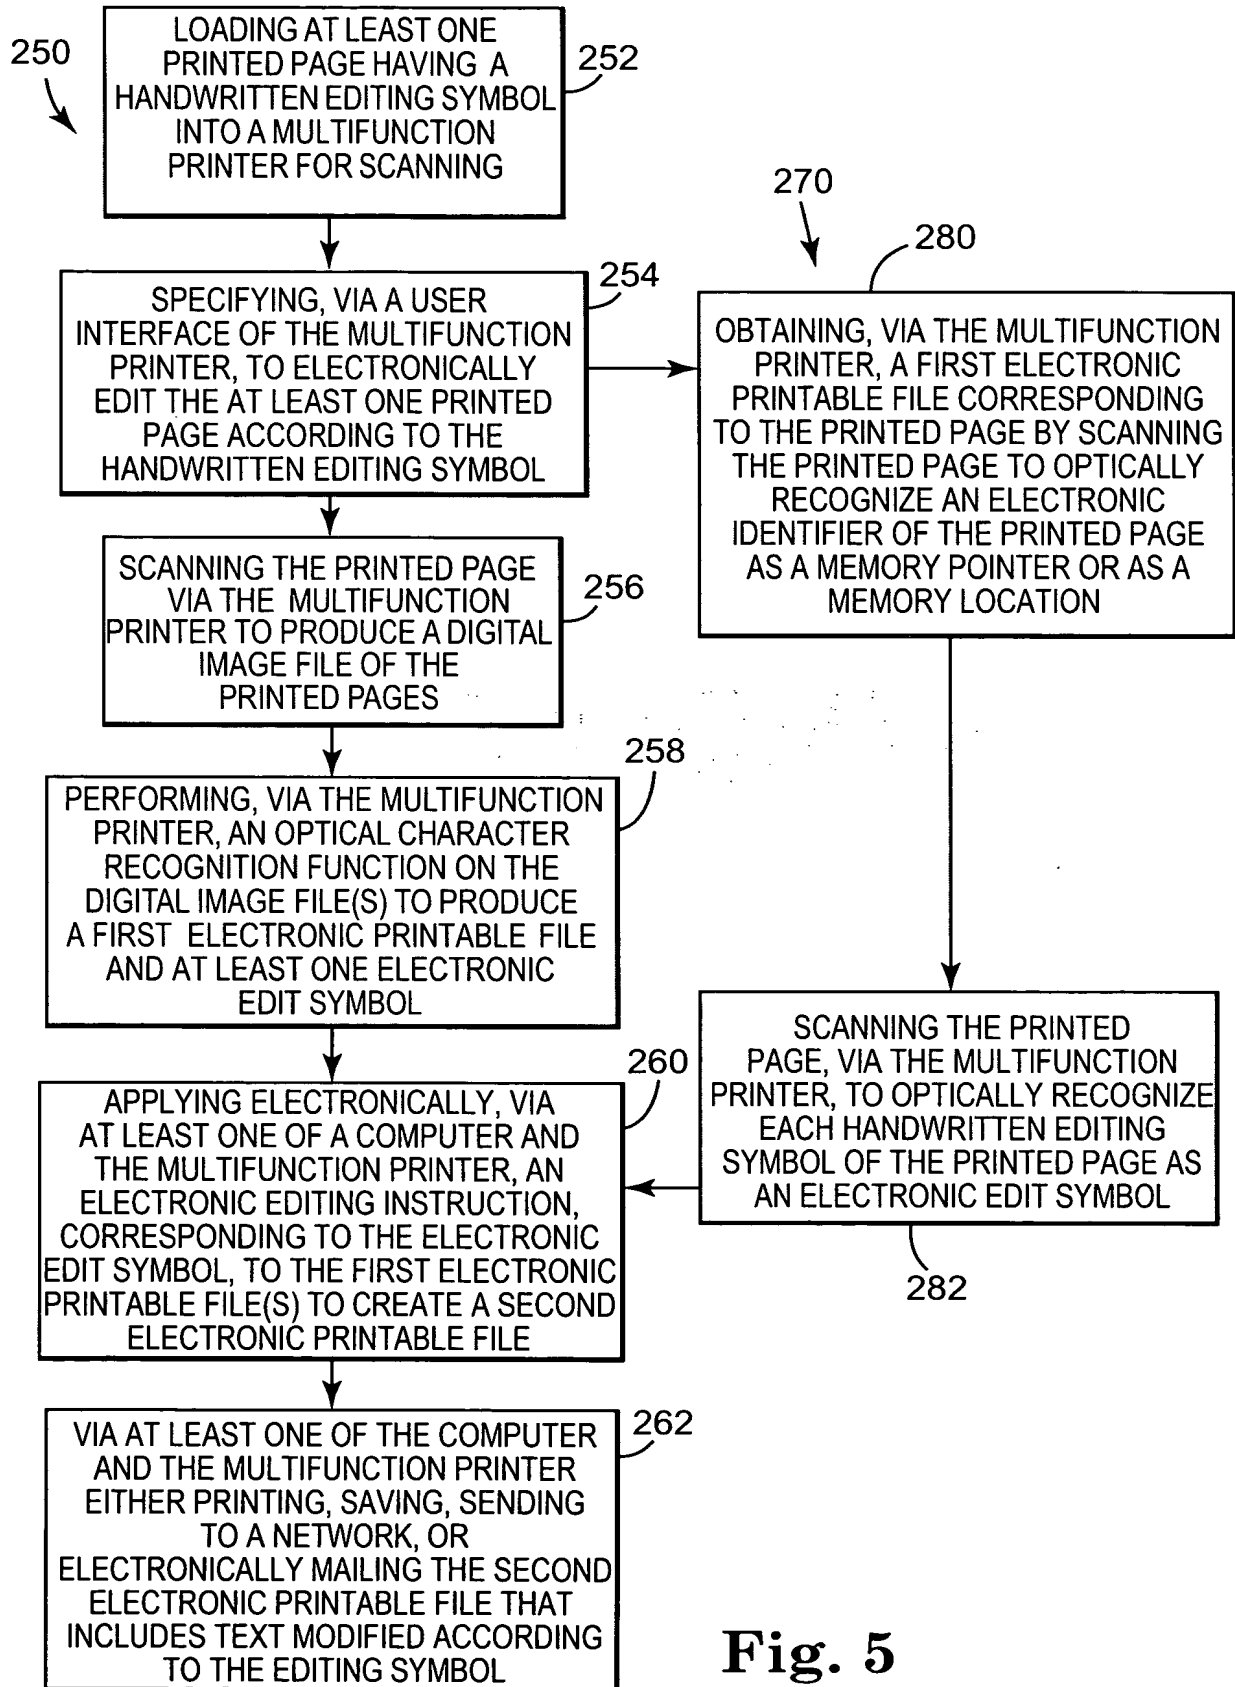 250
LOADING AT LEAST ONE
PRINTED PAGE HAVING A
HANDWRITTEN EDITING SYMBOL
INTO A MULTIFUNCTION
PRINTER FOR SCANNING
252
254
SPECIFYING, VIA A USER
INTERFACE OF THE MULTIFUNCTION
PRINTER, TO ELECTRONICALLY
EDIT THE AT LEAST ONE PRINTED
PAGE ACCORDING TO THE
HANDWRITTEN EDITING SYMBOL
256
SCANNING THE PRINTED PAGE
VIA THE MULTIFUNCTION
PRINTER TO PRODUCE A DIGITAL
IMAGE FILE OF THE
PRINTED PAGES
258
PERFORMING, VIA THE MULTIFUNCTION
PRINTER, AN OPTICAL CHARACTER
RECOGNITION FUNCTION ON THE
DIGITAL IMAGE FILE(S) TO PRODUCE
A FIRST ELECTRONIC PRINTABLE FILE
AND AT LEAST ONE ELECTRONIC
EDIT SYMBOL
270
280
OBTAINING, VIA THE MULTIFUNCTION
PRINTER, A FIRST ELECTRONIC
PRINTABLE FILE CORRESPONDING
TO THE PRINTED PAGE BY SCANNING
THE PRINTED PAGE TO OPTICALLY
RECOGNIZE AN ELECTRONIC
IDENTIFIER OF THE PRINTED PAGE
AS A MEMORY POINTER OR AS A
MEMORY LOCATION
SCANNING THE PRINTED
PAGE, VIA THE MULTIFUNCTION
PRINTER, TO OPTICALLY RECOGNIZE
EACH HANDWRITTEN EDITING
SYMBOL OF THE PRINTED PAGE AS
AN ELECTRONIC EDIT SYMBOL
282
260
APPLYING ELECTRONICALLY, VIA
AT LEAST ONE OF A COMPUTER AND
THE MULTIFUNCTION PRINTER, AN
ELECTRONIC EDITING INSTRUCTION,
CORRESPONDING TO THE ELECTRONIC
EDIT SYMBOL, TO THE FIRST ELECTRONIC
PRINTABLE FILE(S) TO CREATE A SECOND
ELECTRONIC PRINTABLE FILE
262
VIA AT LEAST ONE OF THE COMPUTER
AND THE MULTIFUNCTION PRINTER
EITHER PRINTING, SAVING, SENDING
TO A NETWORK, OR
ELECTRONICALLY MAILING THE SECOND
ELECTRONIC PRINTABLE FILE THAT
INCLUDES TEXT MODIFIED ACCORDING
TO THE EDITING SYMBOL
Fig. 5